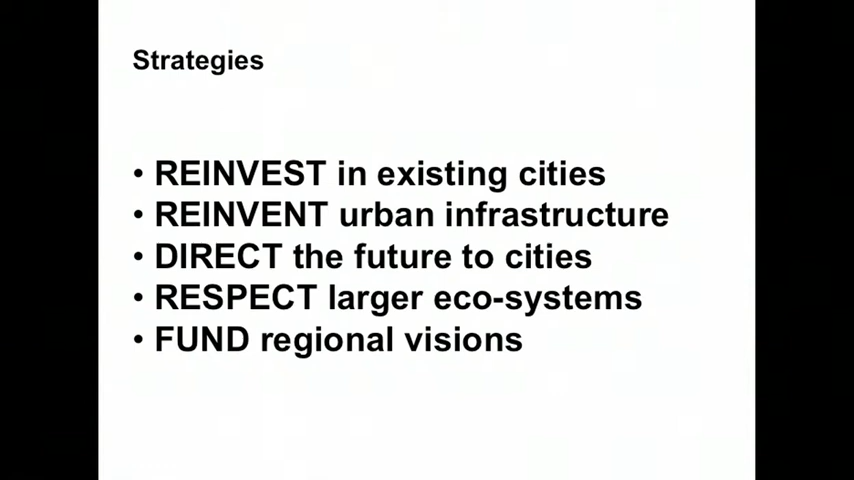 Strategies
• REINVEST in existing cities
• REINVENT urban infrastructure
• DIRECT the future to cities
• RESPECT larger eco-systems
• FUND regional visions